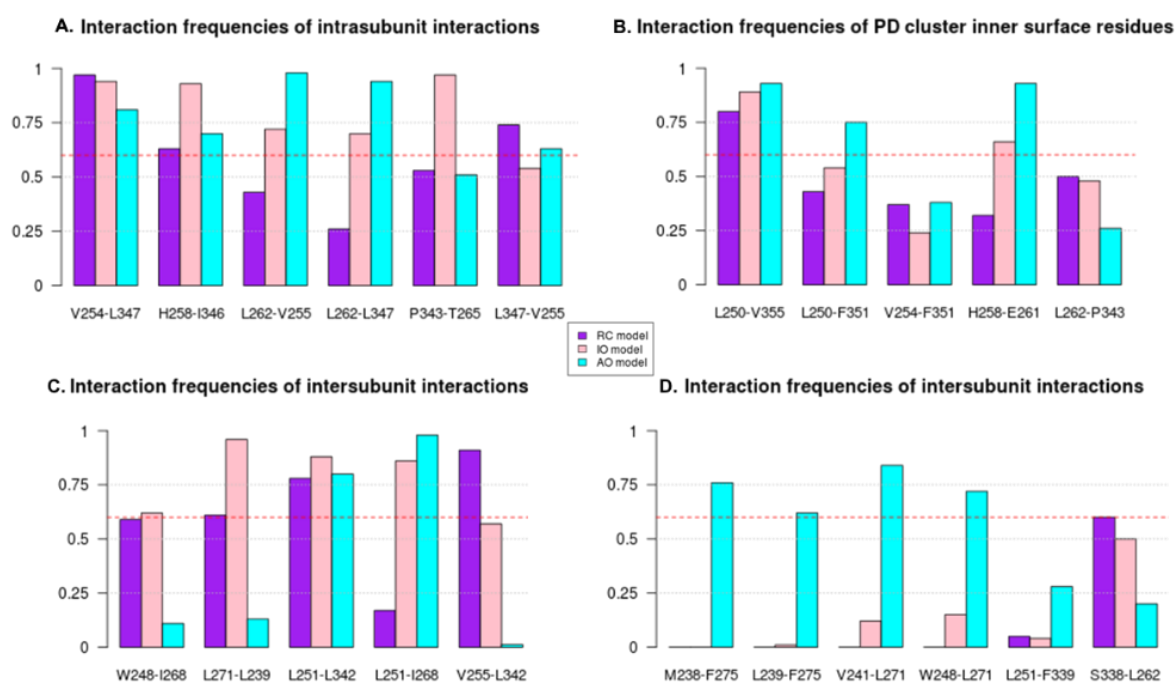 A. Interaction frequencies of intrasubunit interactions
1
0.75
0.5
0.25
0
V254-L347 H258-I346 L262-V255 L262-L347 P343-T265 L347-V255
B. Interaction frequencies of PD cluster inner surface residues
1
0.75
0.5
0.25
0
L250-V355 L250-F351 V254-F351 H258-E261 L262-P343
RC model
IO model
AO model
C. Interaction frequencies of intersubunit interactions
1
0.75
0.5
0.25
0
W248-I268 L271-L239 L251-L342 L251-I268 V255-L342
D. Interaction frequencies of intersubunit interactions
1
0.75
0.5
0.25
0
M238-F275 L239-F275 V241-L271 W248-L271 L251-F339 S338-L262